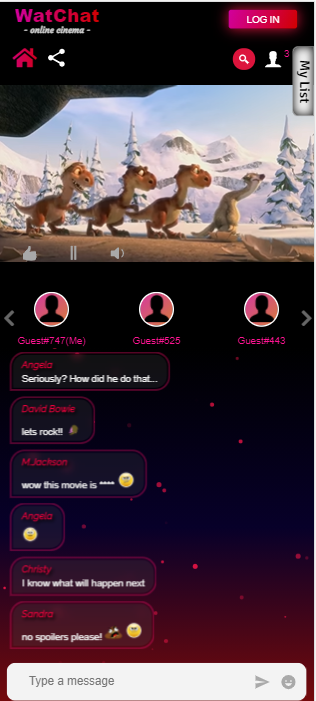 WatChat
LOG IN
- online cinema -
3
My List
Guest#747(Me)
Guest#525
Guest#443
Angela
Seriously? How did he do that...
David Bowie
lets rock!!
M.Jackson
wow this movie is ****
Angela
Christy
I know what will happen next
Sandra
no spoilers please!
Type a message